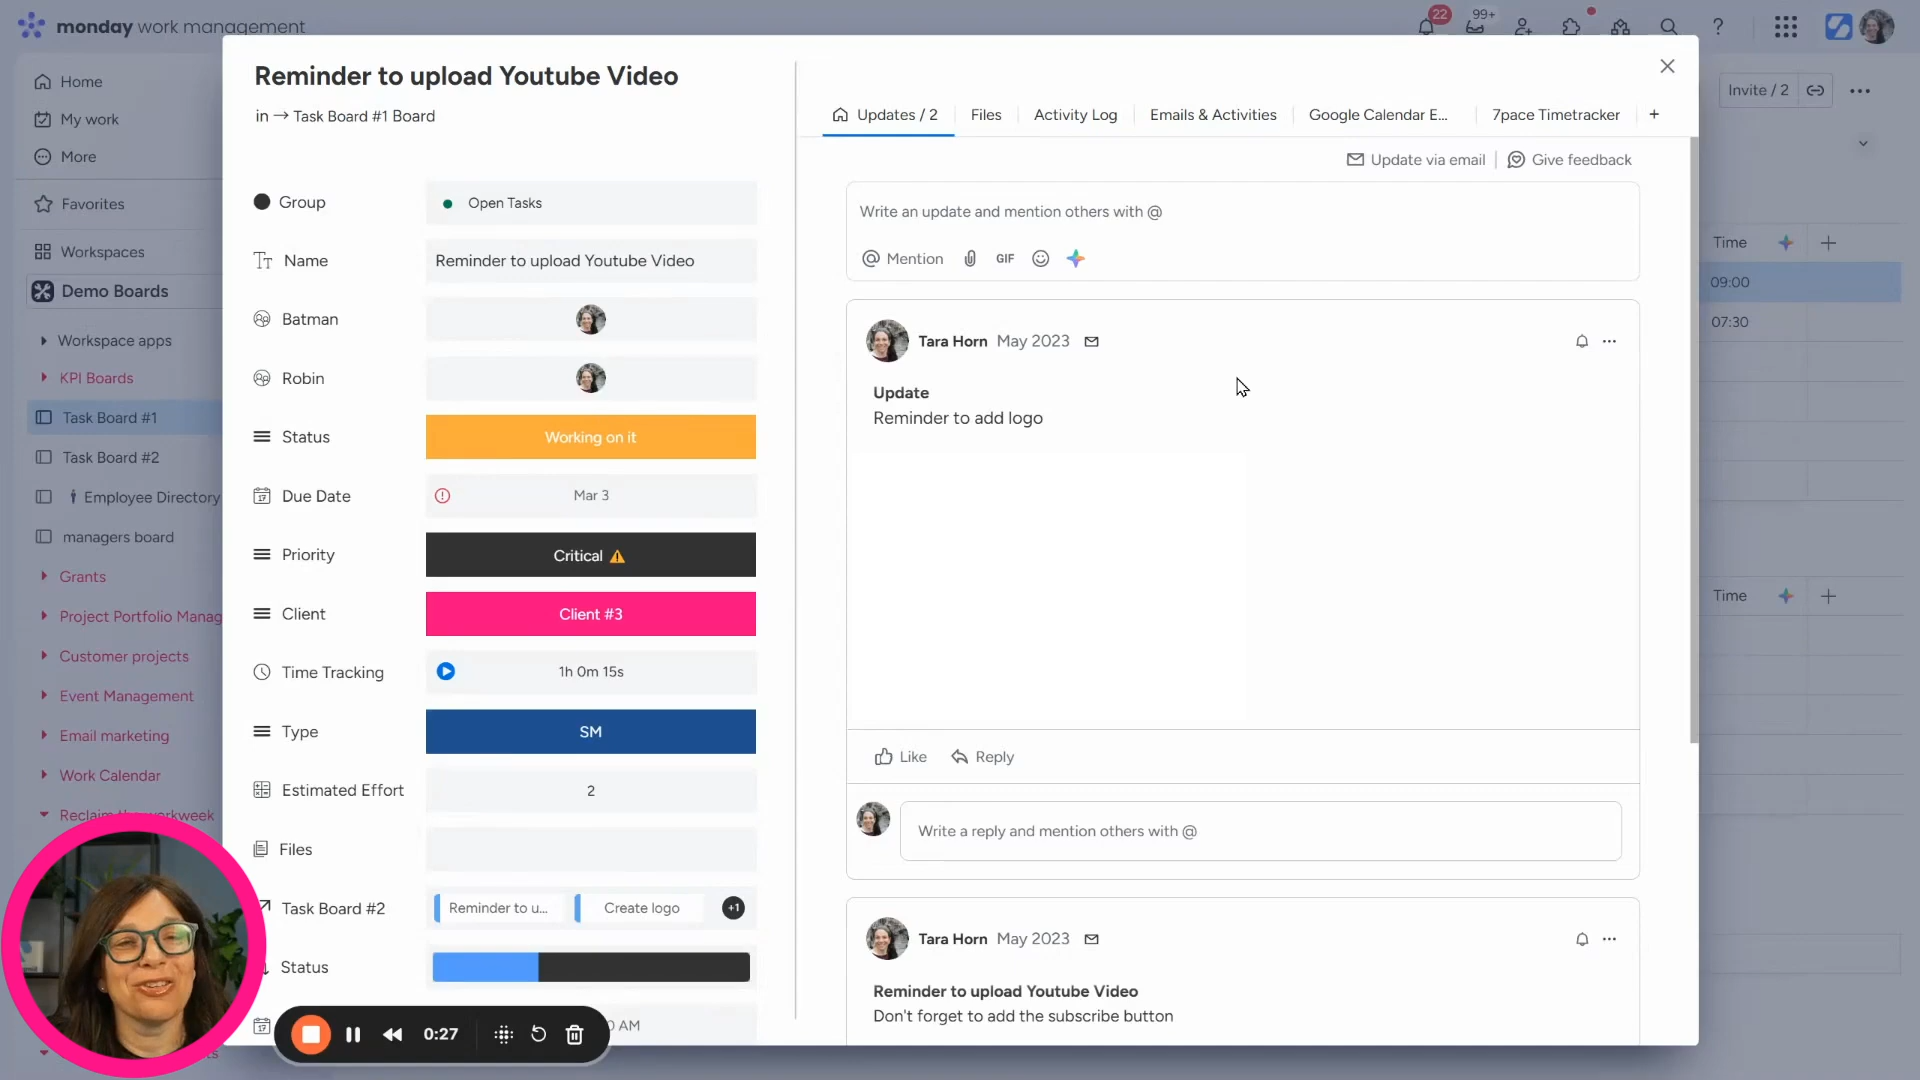 monday work management
22
99+
Home
My work
More
Favorites
Workspaces
Demo Boards
Workspace apps
KPI Boards
Task Board #1
Task Board #2
Employee Directory
managers board
Grants
Project Portfolio Manag
Customer projects
Event Management
Email marketing
Work Calendar
Reclaim the workweek
Reminder to upload Youtube Video
in → Task Board #1 Board
Group
Open Tasks
Name
Reminder to upload Youtube Video
Batman
Robin
Status
Working on it
Due Date
Mar 3
Priority
Critical
Client
Client #3
Time Tracking
1h 0m 15s
Type
SM
Estimated Effort
2
Files
Task Board #2
Reminder to u...
Create logo
+1
Status
AM
0:27
Updates / 2
Files
Activity Log
Emails & Activities
Google Calendar E...
7pace Timetracker
+
Update via email
Give feedback
Write an update and mention others with @
Mention
GIF
Tara Horn May 2023
Update
Reminder to add logo
Like
Reply
Write a reply and mention others with @
Tara Horn May 2023
Reminder to upload Youtube Video
Don't forget to add the subscribe button
Invite / 2
Time
09:00
07:30
Time